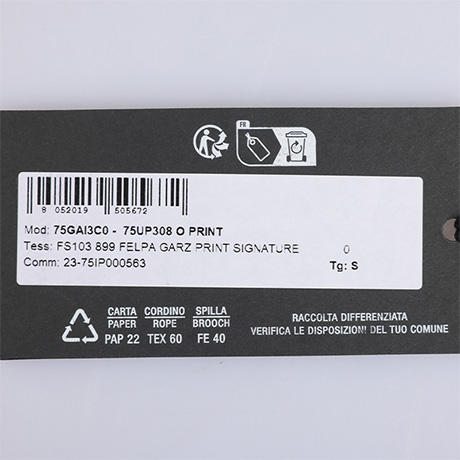 FR
8 052019 505672
Mod: 75GAI3C0 - 75UP308 O PRINT
Tess: FS103 899 FELPA GARZ PRINT SIGNATURE 0
Comm: 23-75IP000563 Tg: S
CARTA CORDINO SPILLA
PAPER ROPE BROOCH
PAP 22 TEX 60 FE 40
RACCOLTA DIFFERENZIATA
VERIFICA LE DISPOSIZIONI DEL TUO COMUNE